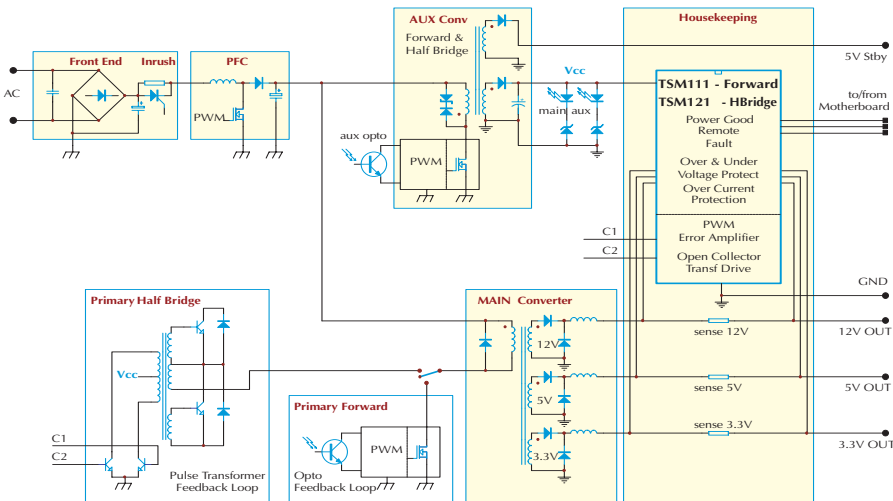 AUX Conv
Forward &
Half Bridge
Housekeeping
5V Stby
Front End
Inrush
PFC
AC
PWM
Vcc
main
aux
aux opto
PWM
TSM111 - Forward
TSM121 - HBridge
Power Good
Remote
Fault
Over & Under
Voltage Protect
Over Current
Protection
PWM
Error Amplifier
Open Collector
Transf Drive
to/from
Motherboard
C1
C2
GND
Primary Half Bridge
Vcc
C1
C2
Pulse Transformer
Feedback Loop
Primary Forward
PWM
Opto
Feedback Loop
MAIN Converter
12V
5V
3.3V
sense 12V
12V OUT
sense 5V
5V OUT
sense 3.3V
3.3V OUT